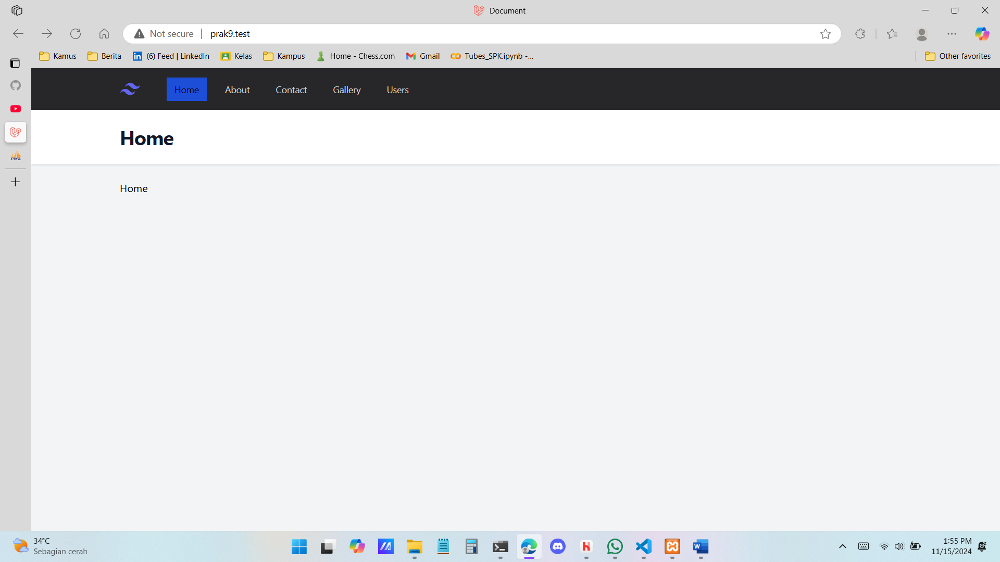 Document
Not secure
prak9.test
Kamus
Berita
(6) Feed | LinkedIn
Kelas
Kampus
Home - Chess.com
Gmail
Tubes_SPK.ipynb -...
Other favorites
Home
About
Contact
Gallery
Users
Home
Home
PMA
34°C
Sebagian cerah
1:55 PM
11/15/2024